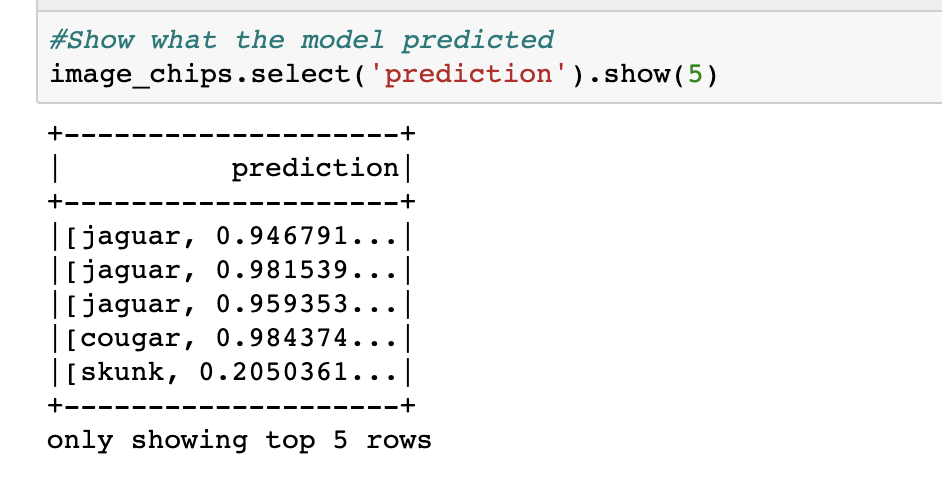 #Show what the model predicted
image_chips.select('prediction').show(5)
+--------------------+
|          prediction|
+--------------------+
|[jaguar, 0.946791...|
|[jaguar, 0.981539...|
|[jaguar, 0.959353...|
|[cougar, 0.984374...|
|[skunk, 0.2050361...|
+--------------------+
only showing top 5 rows